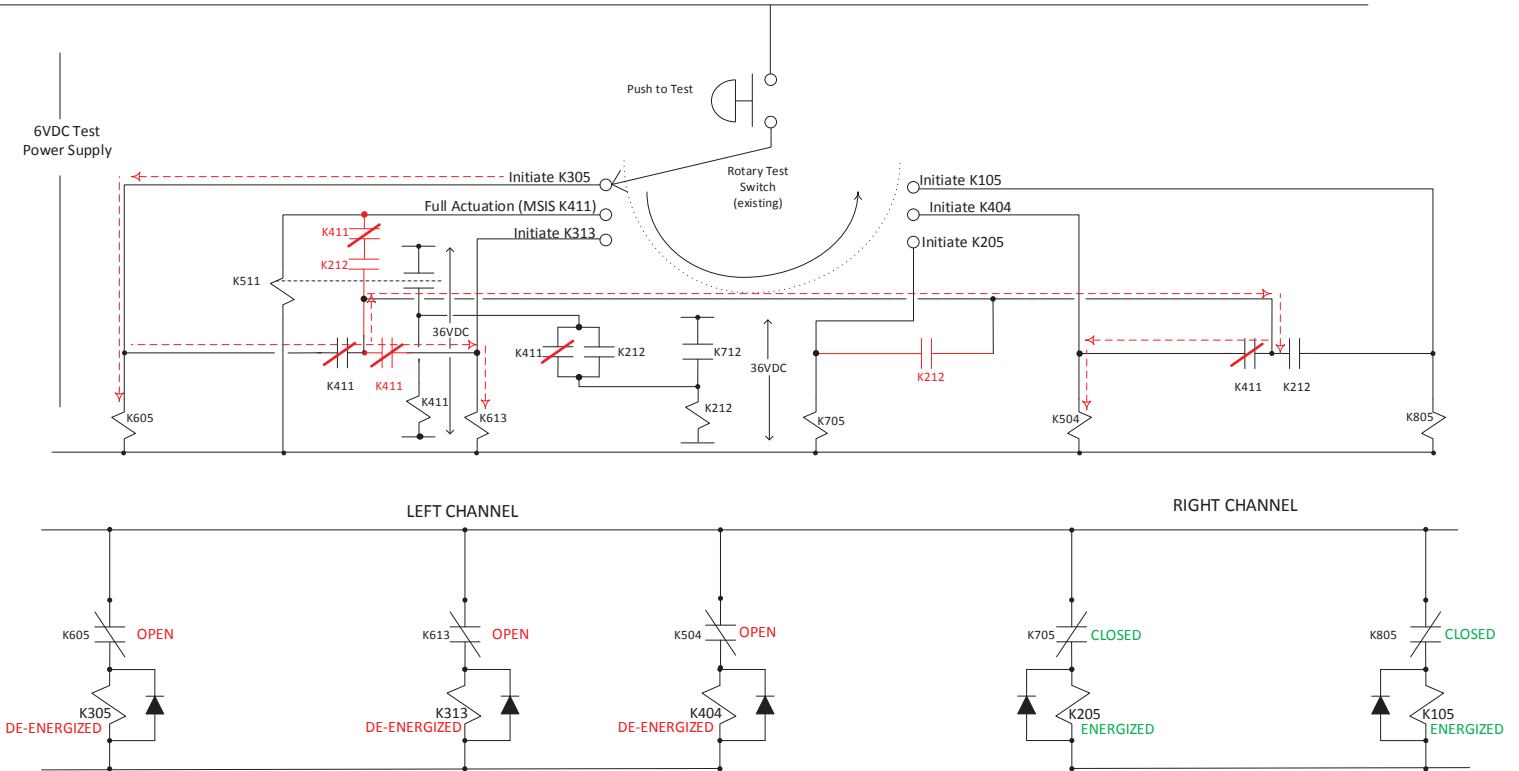 Push to Test
6VDC Test
Power Supply
Rotary Test
Switch
(existing)
Initiate K305
Initiate K105
Full Actuation (MSIS K411)
Initiate K404
Initiate K313
Initiate K205
K411
K212
K511
36VDC
K411
K212
K712
36VDC
K411
K411
K212
K411
K212
K411
K212
K605
K613
K705
K504
K805
LEFT CHANNEL
RIGHT CHANNEL
K605
OPEN
K613
OPEN
K504
OPEN
K705
CLOSED
K805
CLOSED
K305
DE-ENERGIZED
K313
DE-ENERGIZED
K404
DE-ENERGIZED
K205
ENERGIZED
K105
ENERGIZED